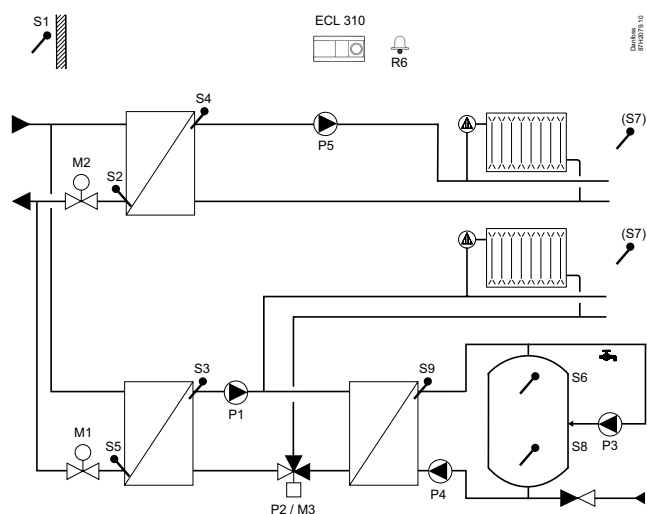 S1
ECL 310
R6
Danfoss
87H2079.10
S4
P5
(S7)
M2
S2
(S7)
S3
P1
S9
S6
M1
S5
S8
P3
P4
P2 / M3